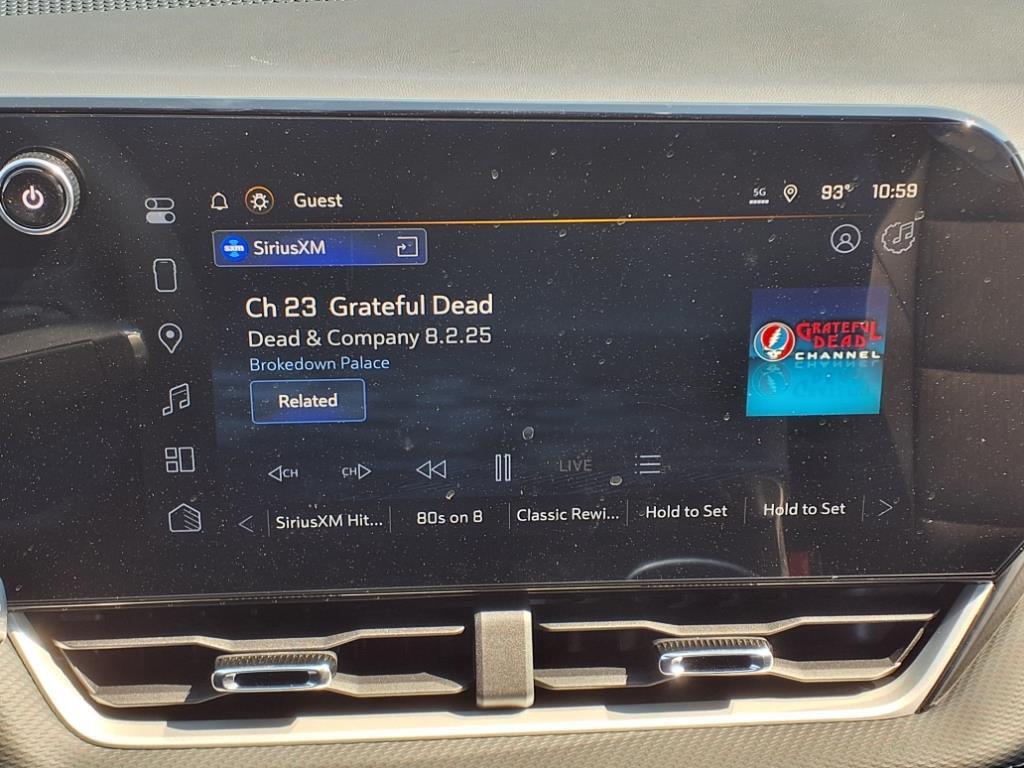 Guest
5G
93°
10:59
sxm SiriusXM
Ch 23 Grateful Dead
Dead & Company 8.2.25
Brokedown Palace
Related
GRATEFUL
DEAD
CHANNEL
CH
CH
LIVE
SiriusXM Hit...
80s on 8
Classic Rewi...
Hold to Set
Hold to Set